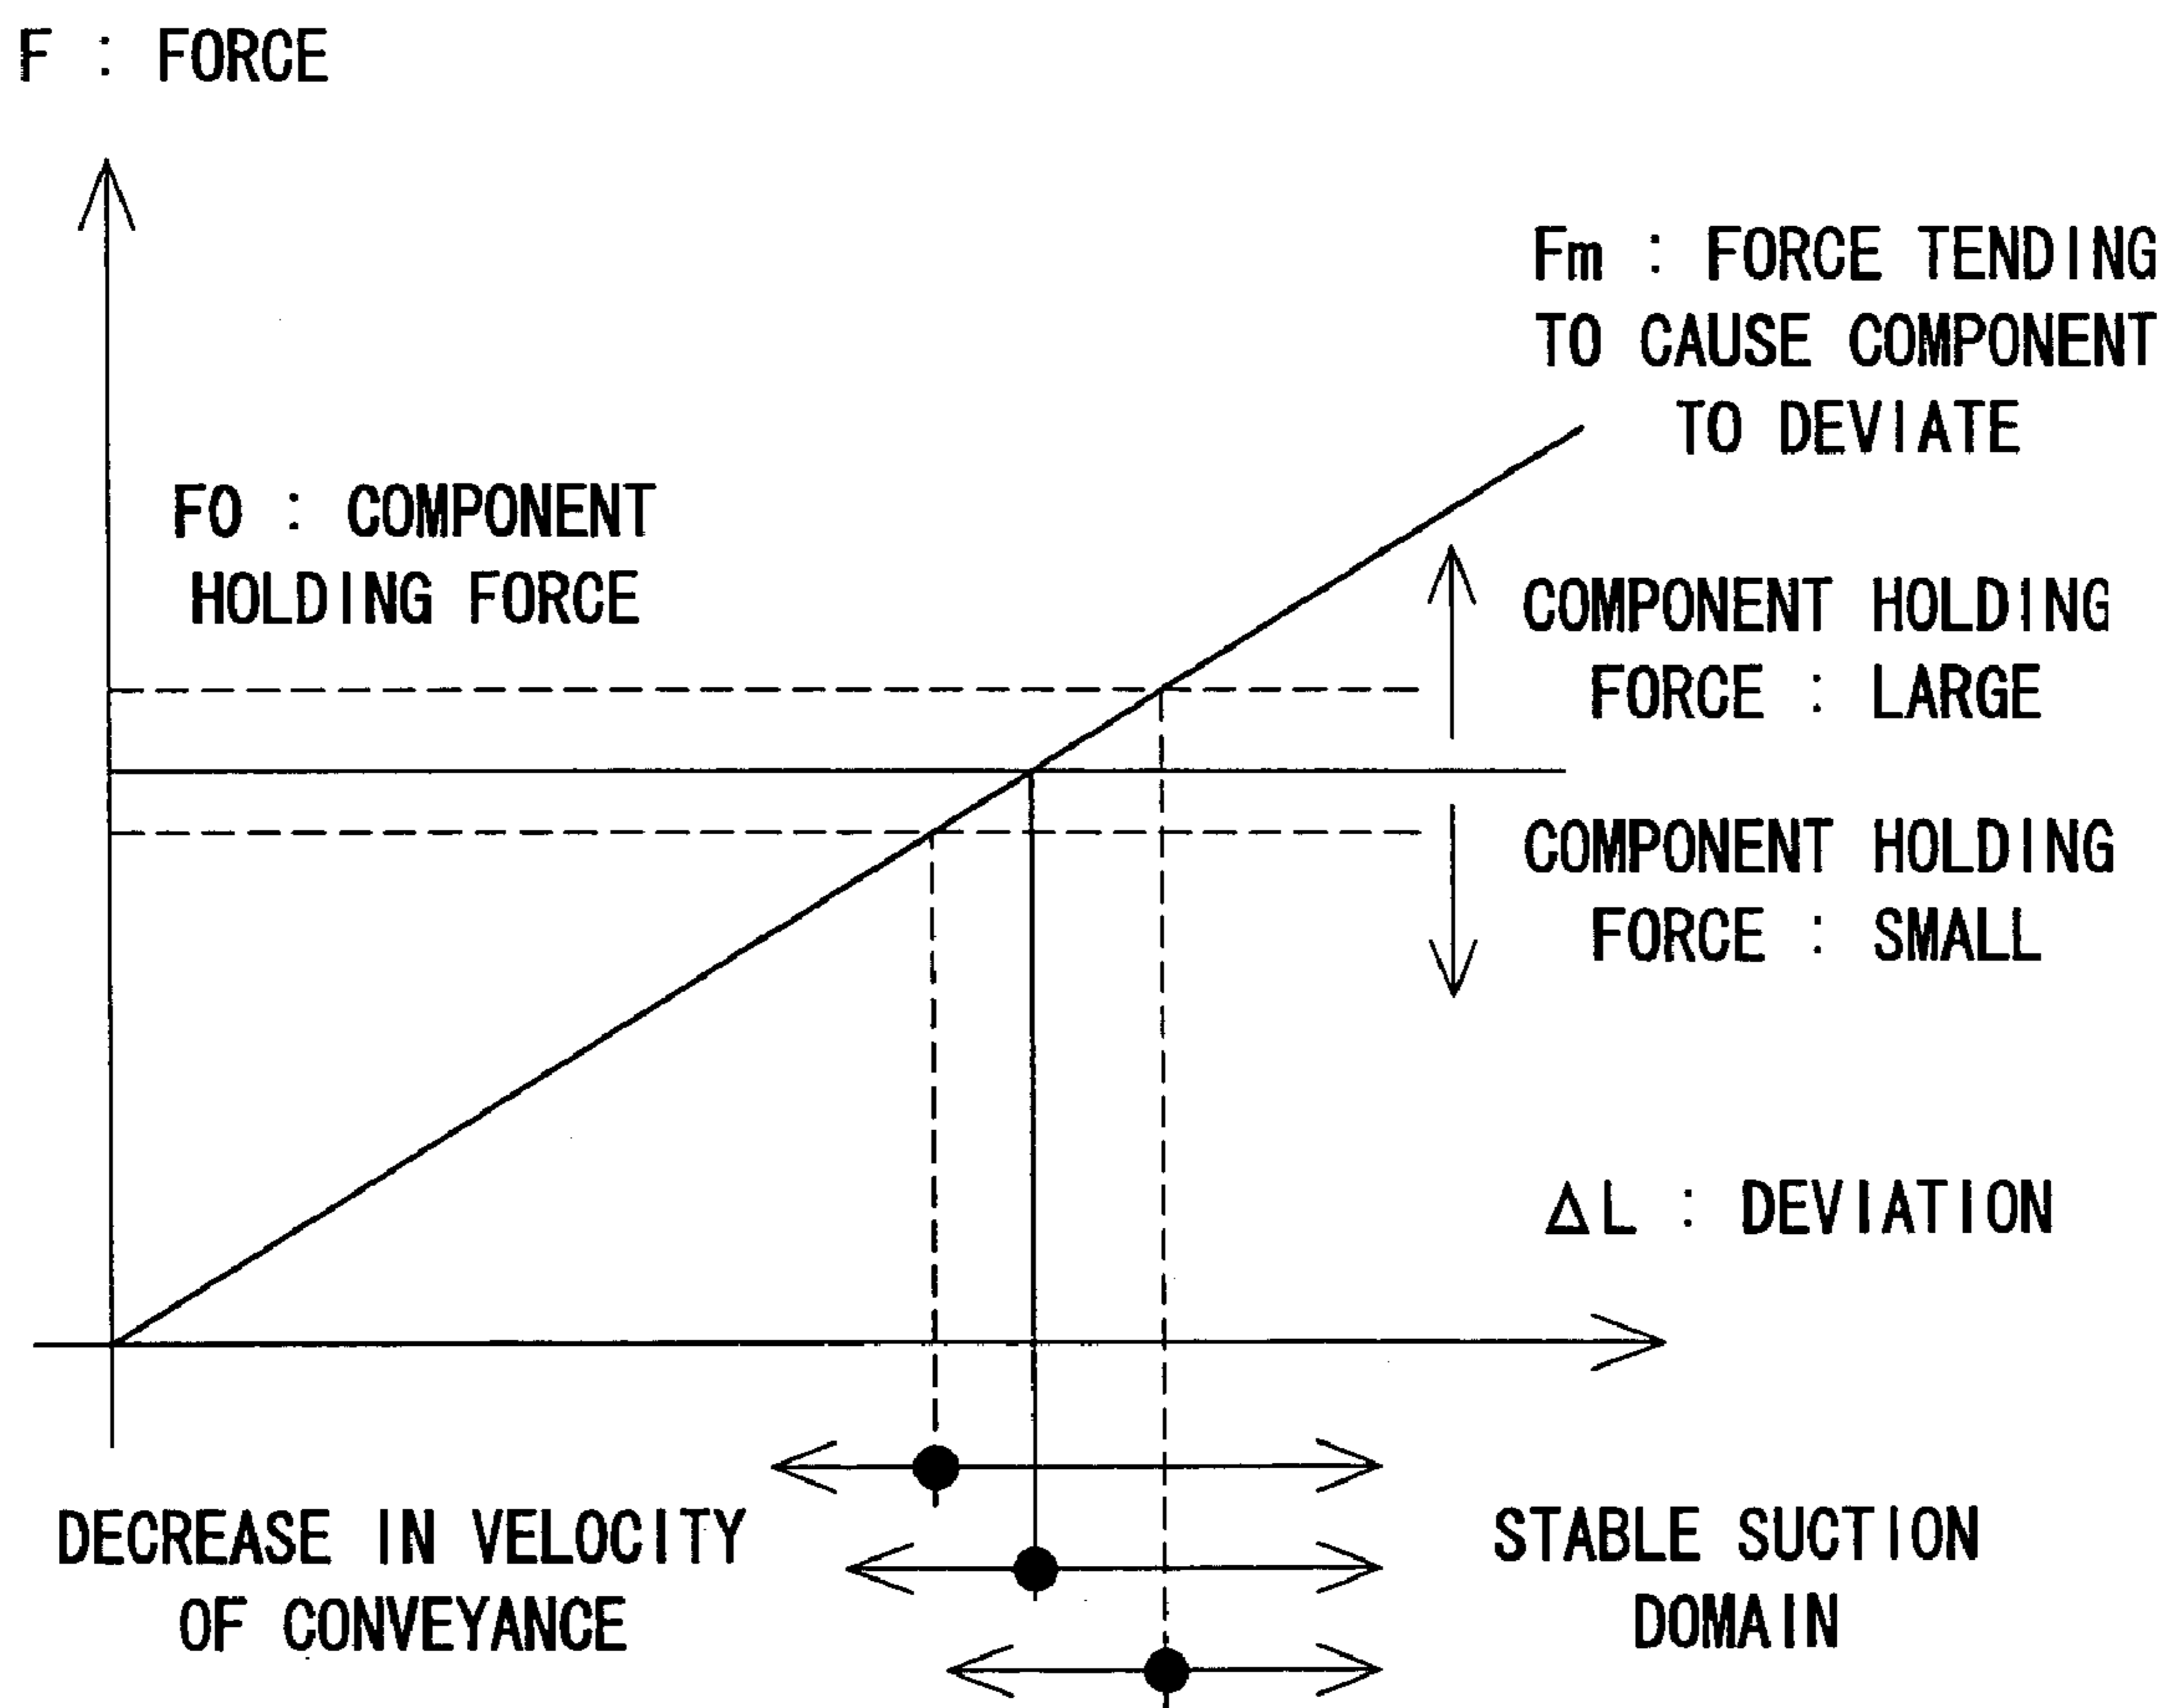 F : FORCE
Fm : FORCE TENDING
TO CAUSE COMPONENT
TO DEVIATE
FO : COMPONENT
HOLDING FORCE
COMPONENT HOLDING
FORCE : LARGE
COMPONENT HOLDING
FORCE : SMALL
ΔL : DEVIATION
DECREASE IN VELOCITY
OF CONVEYANCE
STABLE SUCTION
DOMAIN